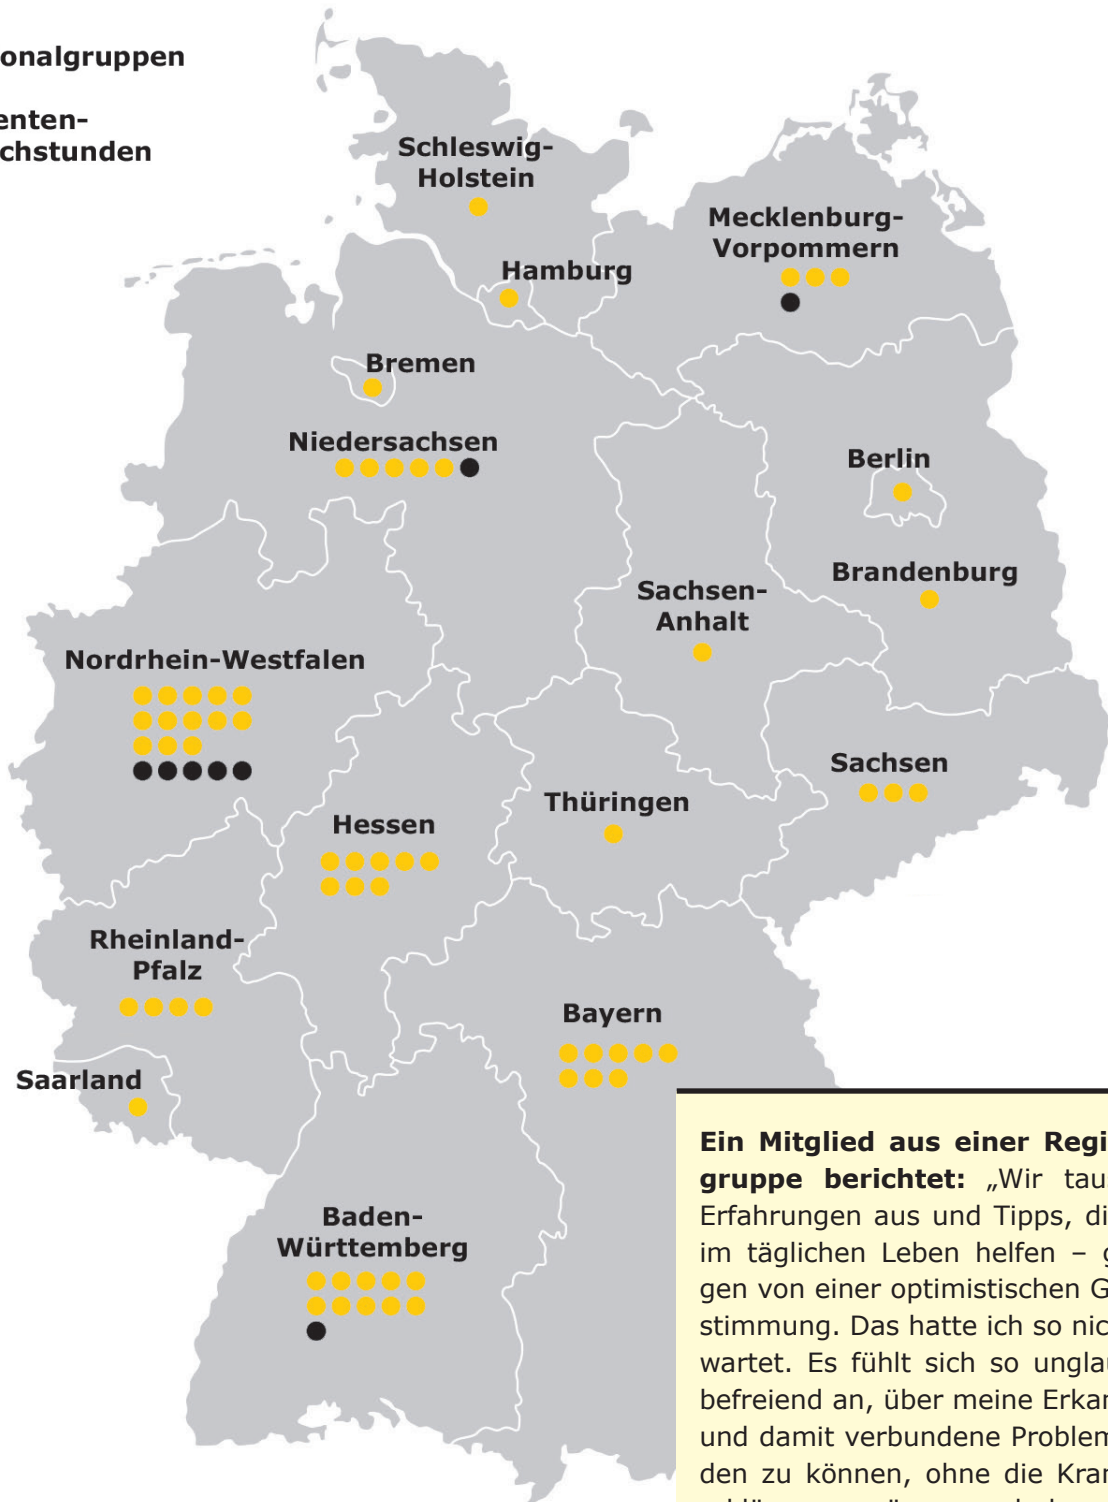 onalgruppen
enten-
chstunden
Schleswig-
Holstein
Mecklenburg-
Vorpommern
Hamburg
Bremen
Niedersachsen
Berlin
Brandenburg
Sachsen-
Anhalt
Nordrhein-Westfalen
Sachsen
Thüringen
Hessen
Rheinland-
Pfalz
Bayern
Saarland
Baden-
Württemberg
Ein Mitglied aus einer Regi
gruppe berichtet: „Wir taus
Erfahrungen aus und Tipps, di
im täglichen Leben helfen – g
gen von einer optimistischen G
stimmung. Das hatte ich so nic
wartet. Es fühlt sich so unglau
befreiend an, über meine Erkar
und damit verbundene Problem
den zu können, ohne die Kran